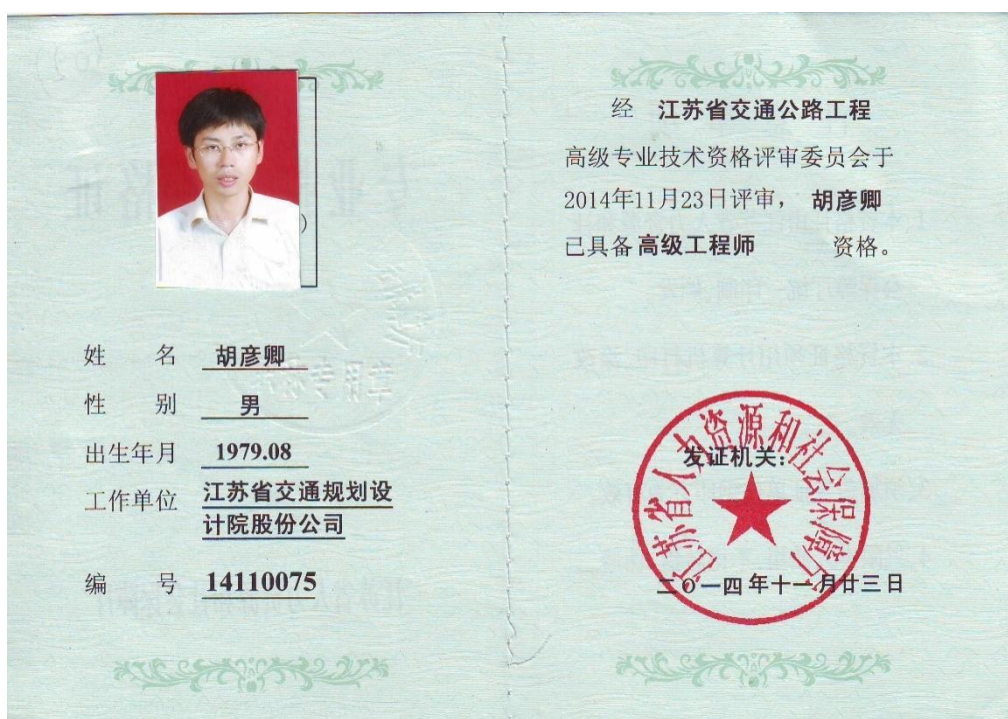 姓 名 胡彦卿
性 别 男
出生年月 1979.08
工作单位 江苏省交通规划设
计院股份公司
编 号 14110075
经 江苏省交通公路工程
高级专业技术资格评审委员会于
2014年11月23日评审， 胡彦卿
已具备 高级工程师 资格。
江苏省人力资源和社会保障厅
发证机关：
二〇一四年十一月廿三日
专用章